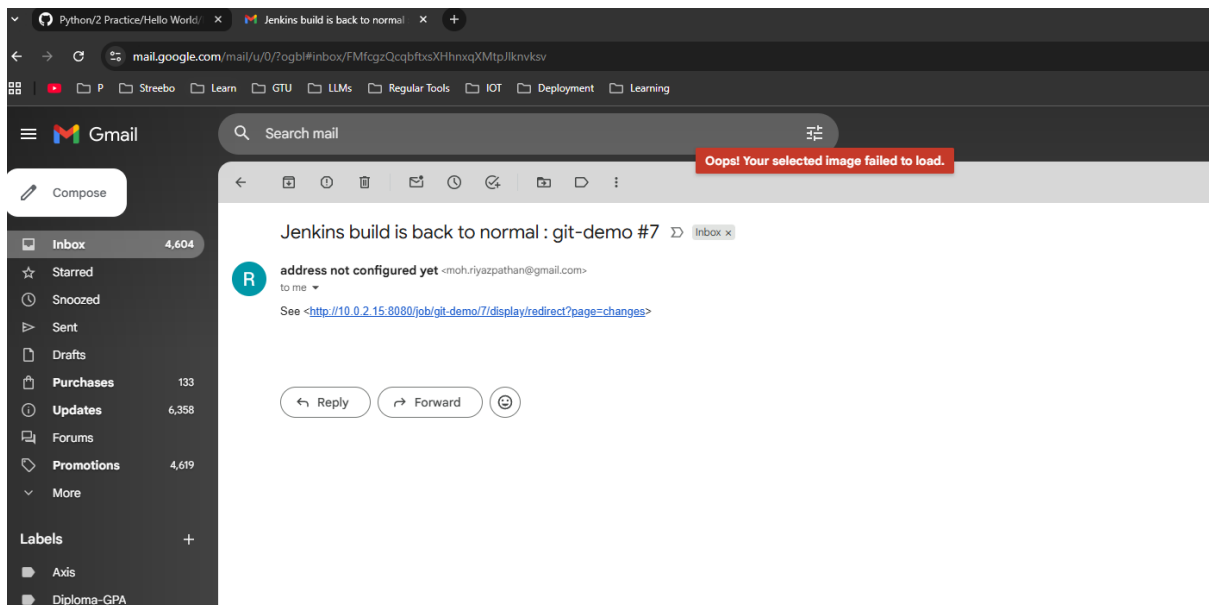 Python/2 Practice/Hello World/
Jenkins build is back to normal
mail.google.com/mail/u/0/?ogbl#inbox/FMfcgzQcqbftxsXHhnxqXMtpJlknvksv
P
Streebo
Learn
GTU
LLMs
Regular Tools
IOT
Deployment
Learning
Gmail
Search mail
Oops! Your selected image failed to load.
Compose
Jenkins build is back to normal : git-demo #7 Inbox x
Inbox 4,604
R
address not configured yet <moh.riyazpathan@gmail.com>
to me
See <http://10.0.2.15:8080/job/git-demo/7/display/redirect?page=changes>
Starred
Snoozed
Sent
Drafts
Purchases 133
Updates 6,358
Forums
Promotions 4,619
More
Reply
Forward
Labels +
Axis
Diploma-GPA